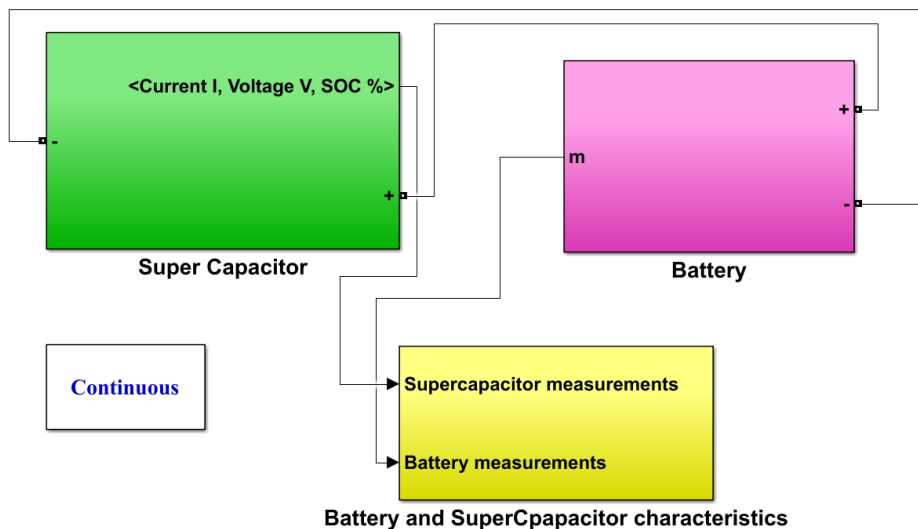 <Current I, Voltage V, SOC %>
-
+
Super Capacitor
+
m
-
Battery
Continuous
Supercapacitor measurements
Battery measurements
Battery and SuperCpapacitor characteristics